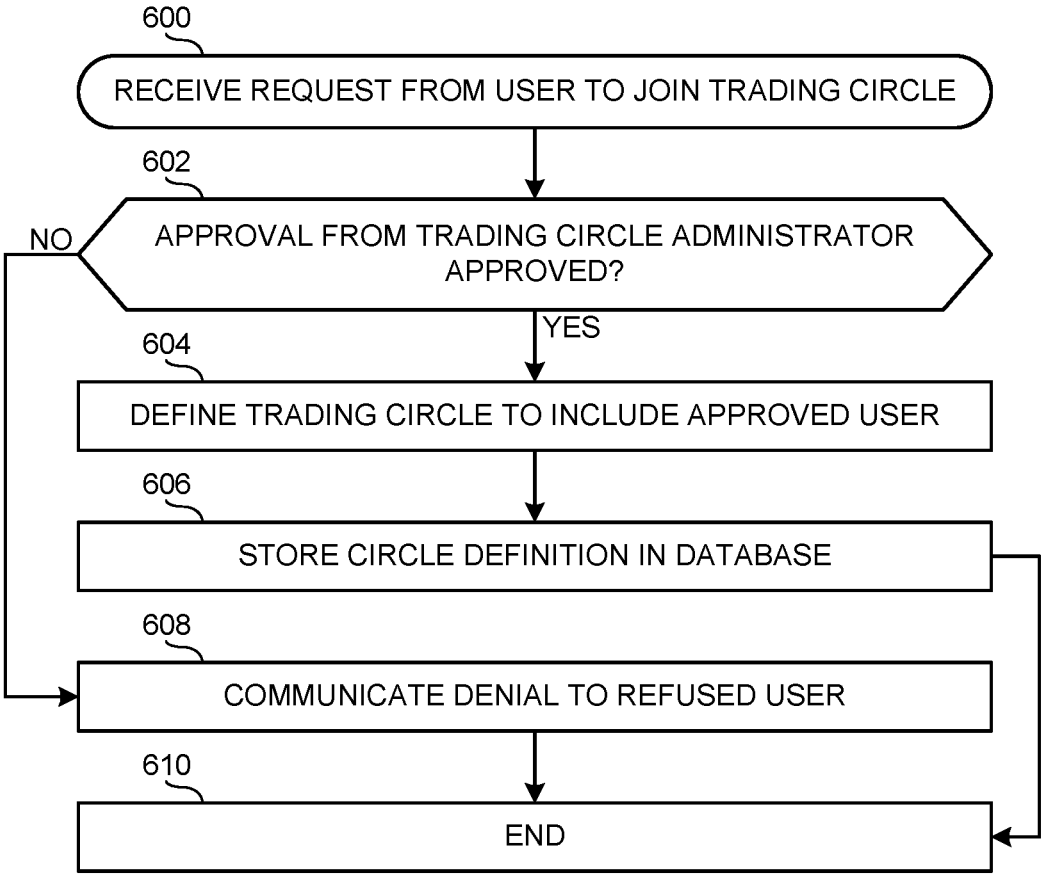 600
RECEIVE REQUEST FROM USER TO JOIN TRADING CIRCLE
602
NO
APPROVAL FROM TRADING CIRCLE ADMINISTRATOR
APPROVED?
YES
604
DEFINE TRADING CIRCLE TO INCLUDE APPROVED USER
606
STORE CIRCLE DEFINITION IN DATABASE
608
COMMUNICATE DENIAL TO REFUSED USER
610
END